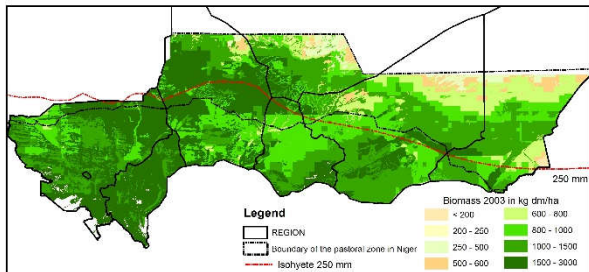 250 mm
Legend
REGION
Boundary of the pastoral zone in Niger
Isohyete 250 mm
Biomass 2003 in kg dm/ha
< 200
200 - 250
250 - 500
500 - 600
600 - 800
800 - 1000
1000 - 1500
1500 - 3000